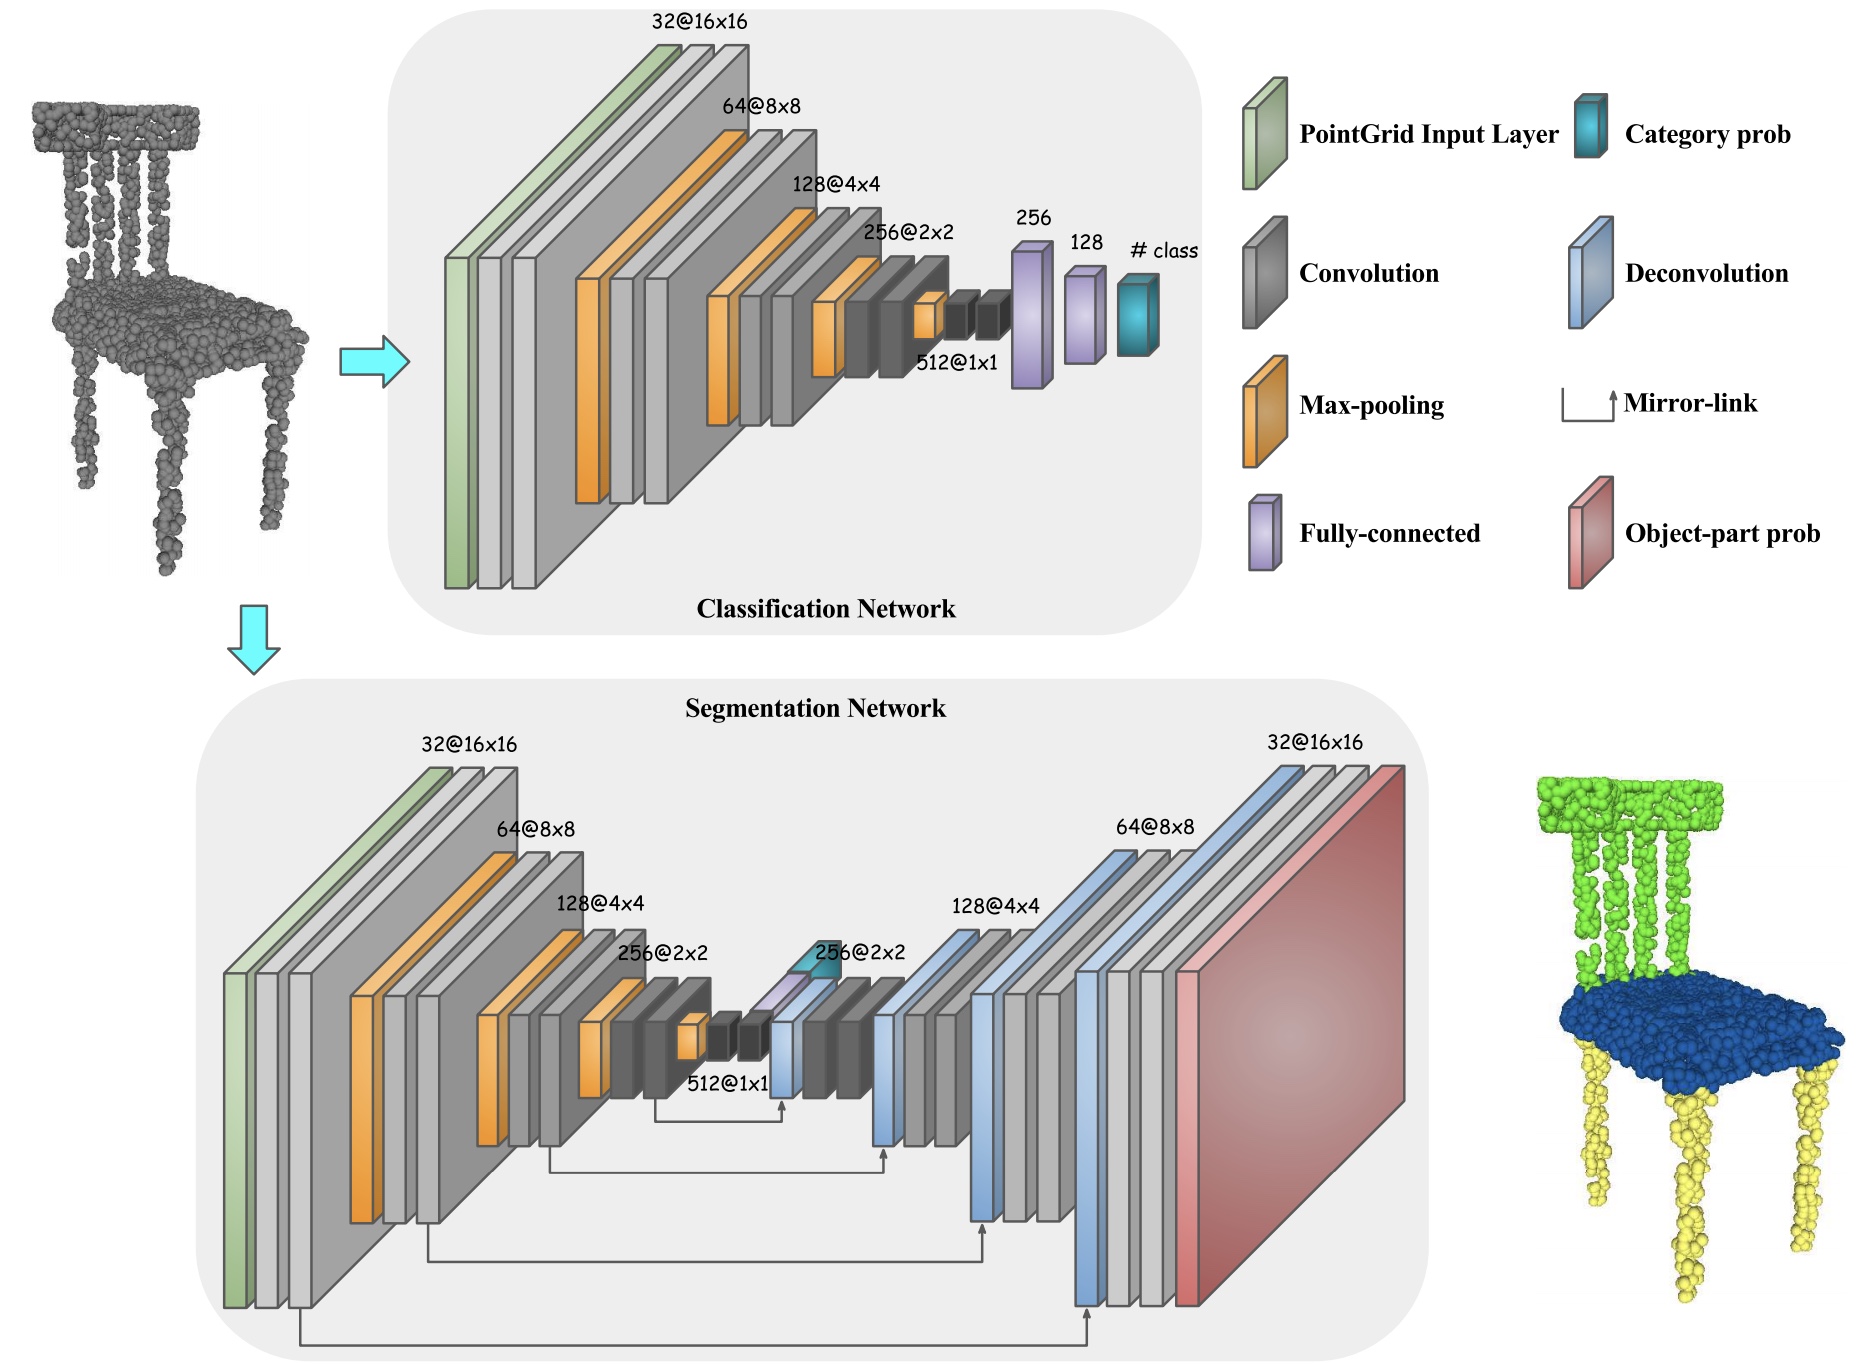 32@16x16
64@8x8
128@4x4
256@2x2
512@1x1
256
128
# class
Classification Network
PointGrid Input Layer
Category prob
Convolution
Deconvolution
Max-pooling
Mirror-link
Fully-connected
Object-part prob
Segmentation Network
32@16x16
64@8x8
128@4x4
256@2x2
512@1x1
256@2x2
128@4x4
64@8x8
32@16x16